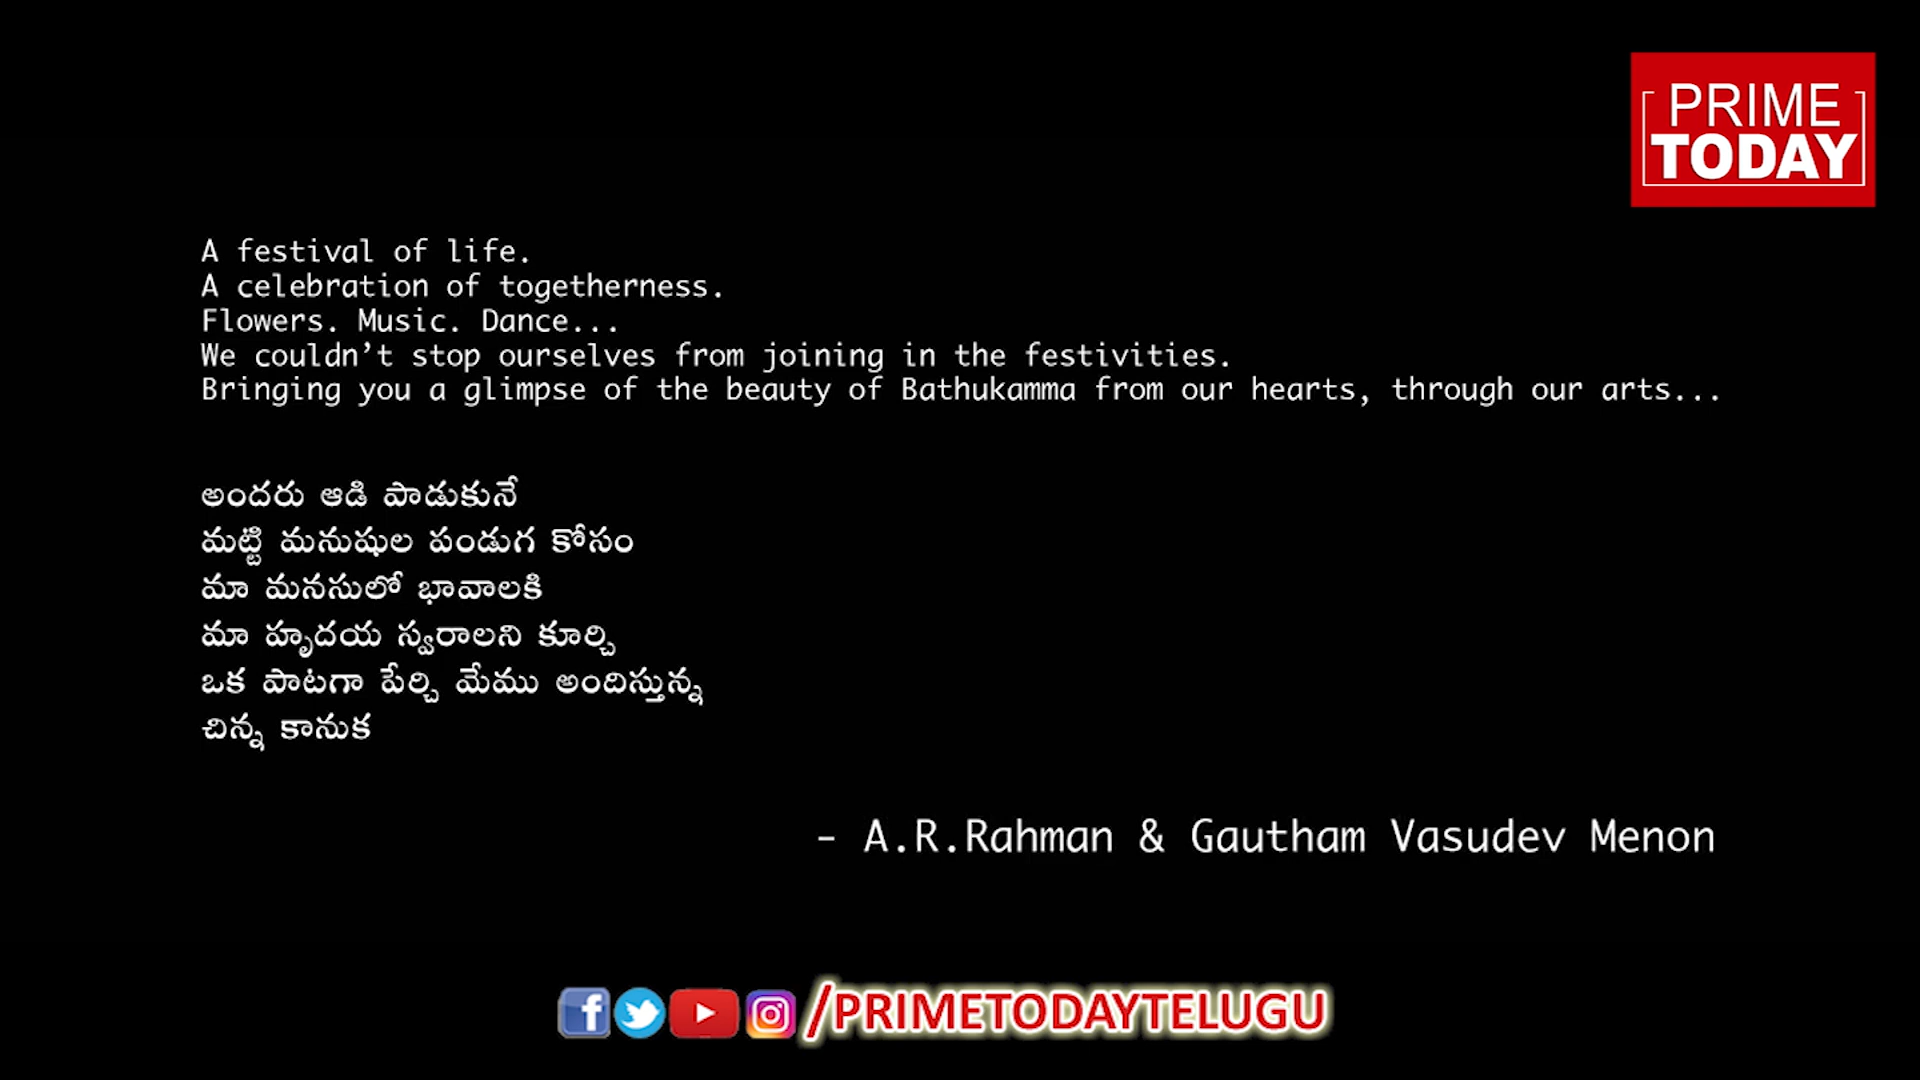 PRIME
TODAY
A festival of life.
A celebration of togetherness.
Flowers. Music. Dance...
We couldn’t stop ourselves from joining in the festivities.
Bringing you a glimpse of the beauty of Bathukamma from our hearts, through our arts...
అందరు ఆడి పాడుకునే
మట్టి మనుషుల పండుగ కోసం
మా మనసులో భావాలకి
మా హృదయ స్వరాలని కూర్చి
ఒక పాటగా పేర్చి మేము అందిస్తున్న
చిన్న కానుక
- A.R.Rahman & Gautham Vasudev Menon
/PRIMETODAYTELUGU